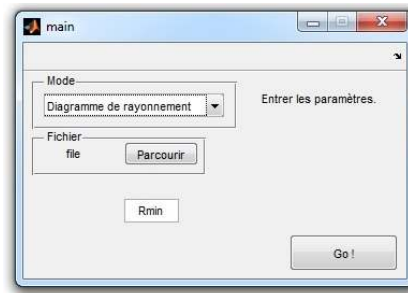 main
Mode
Diagramme de rayonnement
Entrer les paramètres.
Fichier
file
Parcourir
Rmin
Go !